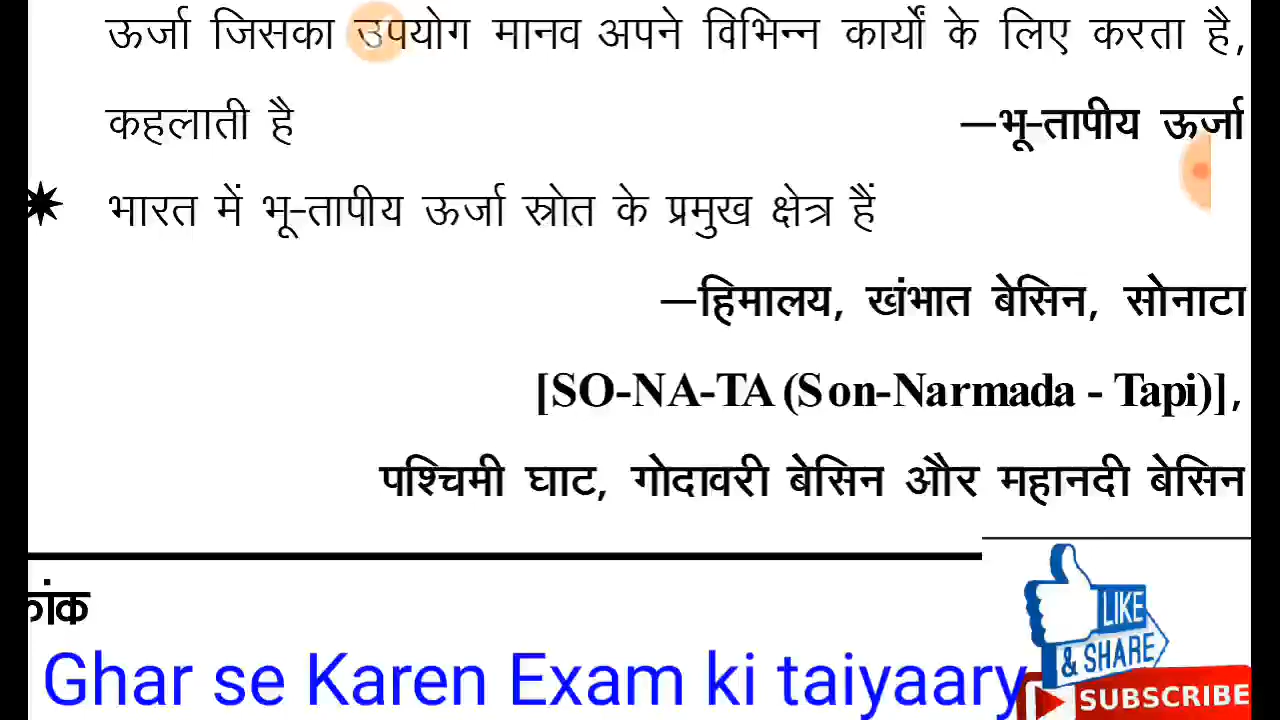 ऊर्जा जिसका उपयोग मानव अपने विभिन्न कार्यों के लिए करता है,
कहलाती है —भू-तापीय ऊर्जा
भारत में भू-तापीय ऊर्जा स्रोत के प्रमुख क्षेत्र हैं
—हिमालय, खंभात बेसिन, सोनाटा
[SO-NA-TA (Son-Narmada - Tapi)],
पश्चिमी घाट, गोदावरी बेसिन और महानदी बेसिन
Ghar se Karen Exam ki taiyaary
LIKE
& SHARE
SUBSCRIBE